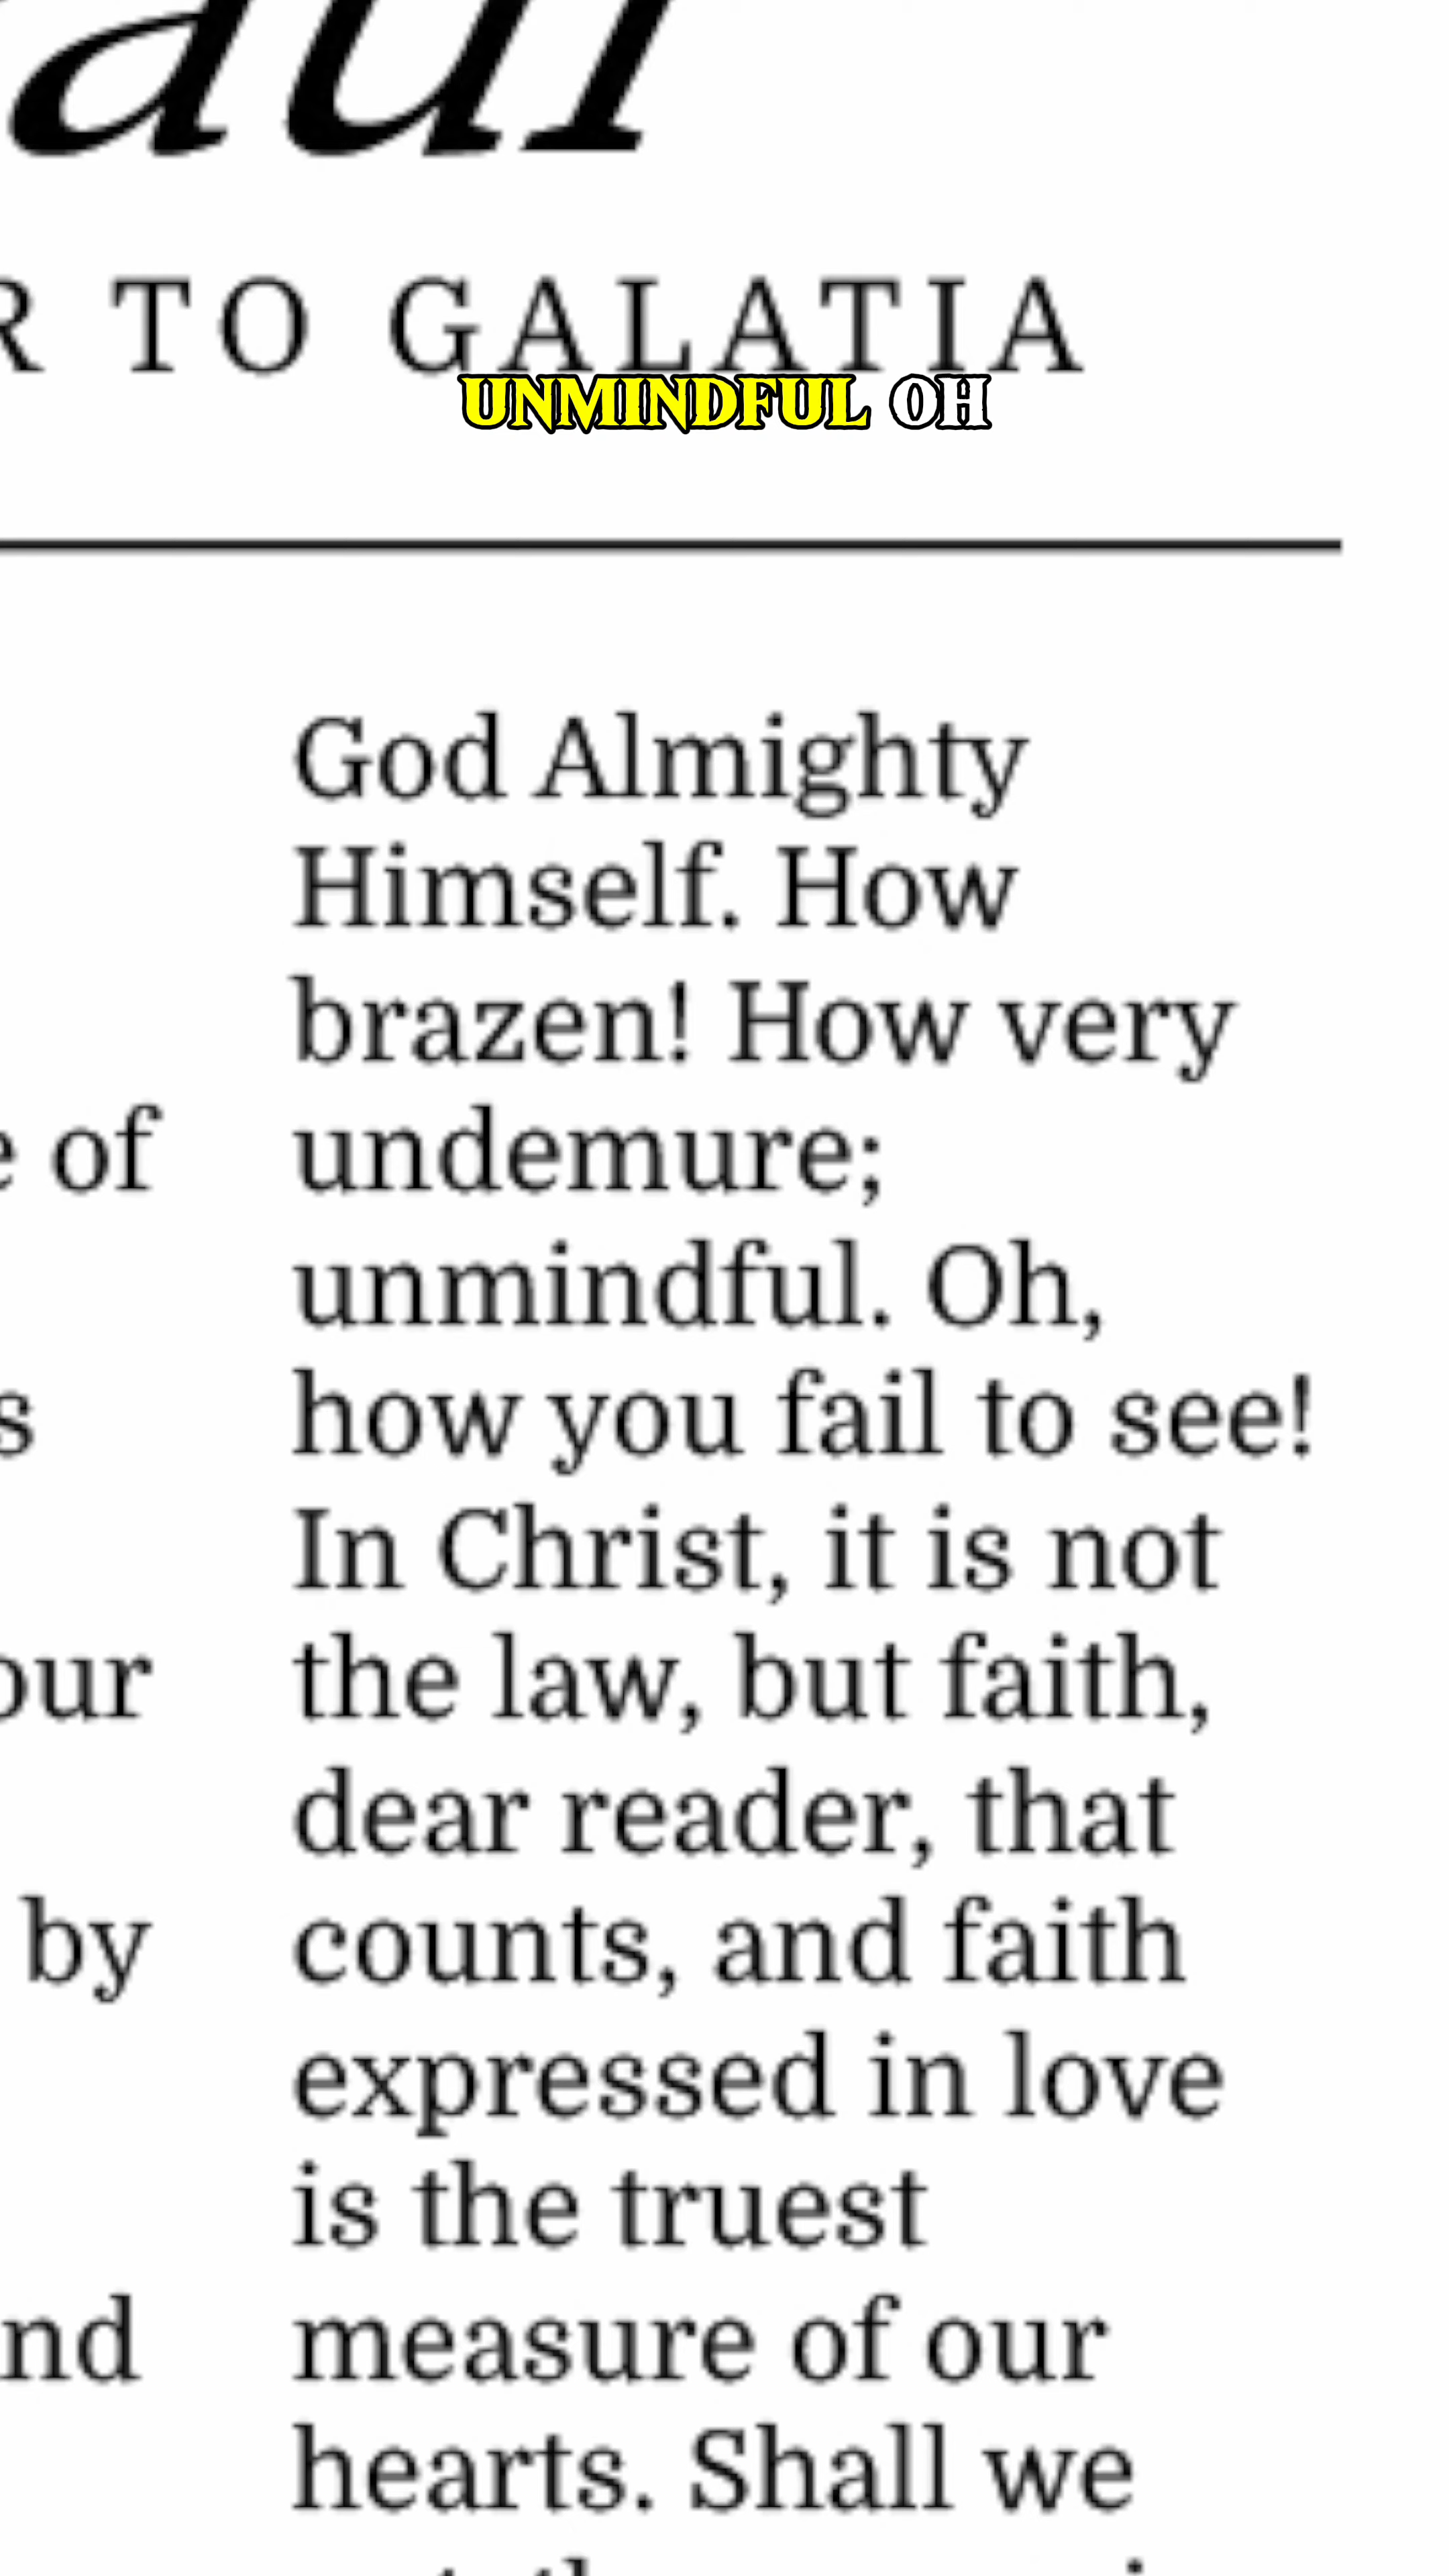 TO GALATIA
UNMINDFUL OH
God Almighty
Himself. How
brazen! How very
of
undemure;
unmindful. Oh,
how you fail to see!
In Christ, it is not
the law, but faith,
dear reader, that
by
counts, and faith
expressed in love
is the truest
measure of our
hearts. Shall we